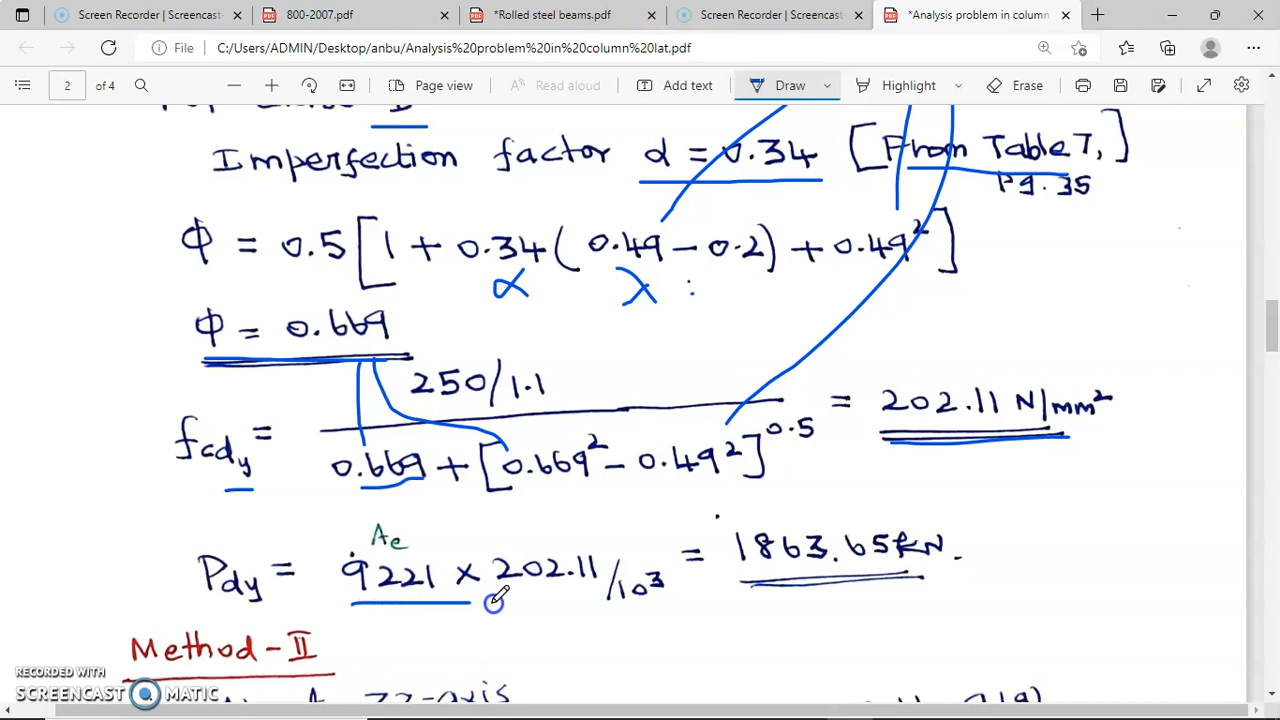 Screen Recorder | Screencast-
800-2007.pdf
*Rolled steel beams.pdf
Screen Recorder | Screencast-
*Analysis problem in column
File
C:/Users/ADMIN/Desktop/anbu/Analysis%20problem%20in%20column%20lat.pdf
2 of 4
Page view
Read aloud
Add text
Draw
Highlight
Erase
Imperfection factor α = 0.34 [From Table 7,]
Pg. 35
Φ = 0.5 [1 + 0.34 ( 0.49 - 0.2) + 0.49²]
α λ :
Φ = 0.669
250/1.1
fcdy = 0.669 + [0.669² - 0.49²]^0.5 = 202.11 N/mm²
Ae
Pdy = 9221 x 202.11/10³ = 1863.65kN.
Method-II
RECORDED WITH
SCREENCAST MATIC
zz-axis